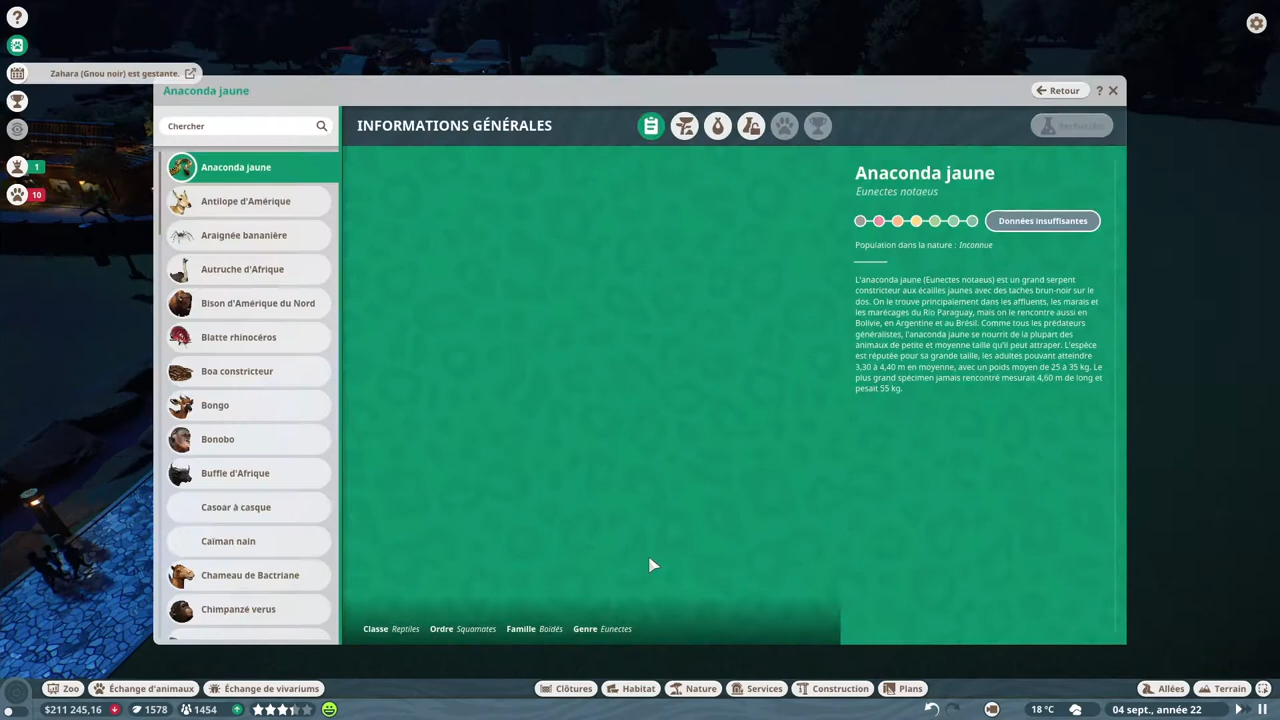 ?
Zahara (Gnou noir) est gestante.
1
10
Anaconda jaune
Retour
?
Chercher
INFORMATIONS GÉNÉRALES
Anaconda jaune
Antilope d'Amérique
Araignée bananière
Autruche d'Afrique
Bison d'Amérique du Nord
Blatte rhinocéros
Boa constricteur
Bongo
Bonobo
Buffle d'Afrique
Casoar à casque
Caïman nain
Chameau de Bactriane
Chimpanzé verus
Anaconda jaune
Eunectes notaeus
Données insuffisantes
Population dans la nature : Inconnue
L'anaconda jaune (Eunectes notaeus) est un grand serpent
constricteur aux écailles jaunes avec des taches brun-noir sur le
dos. On le trouve principalement dans les affluents, les marais et
les marécages du Río Paraguay, mais on le rencontre aussi en
Bolivie, en Argentine et au Brésil. Comme tous les prédateurs
généralistes, l'anaconda jaune se nourrit de la plupart des
animaux de petite et moyenne taille qu'il peut attraper. L'espèce
est réputée pour sa grande taille, les adultes pouvant atteindre
3,30 à 4,40 m en moyenne, avec un poids moyen de 25 à 35 kg. Le
plus grand spécimen jamais rencontré mesurait 4,60 m de long et
pesait 55 kg.
Classe Reptiles Ordre Squamates Famille Boïdés Genre Eunectes
Zoo Échange d'animaux Échange de vivariums Clôtures Habitat Nature Services Construction Plans Allées Terrain
$211 245,16 1578 1454 18 °C 04 sept., année 22